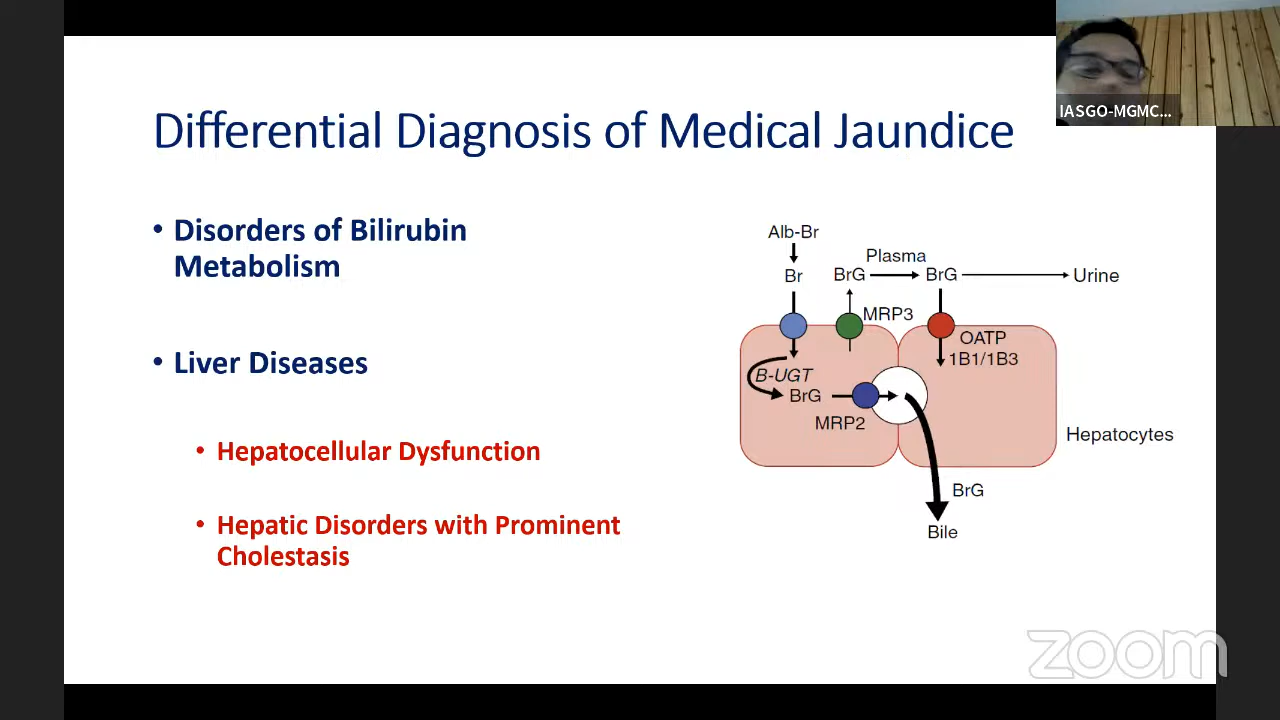 IASGO-MGMC...
Differential Diagnosis of Medical Jaundice
• Disorders of Bilirubin
Metabolism
• Liver Diseases
• Hepatocellular Dysfunction
• Hepatic Disorders with Prominent
Cholestasis
Alb-Br
Plasma
Br
BrG
BrG
Urine
MRP3
OATP
1B1/1B3
B-UGT
BrG
MRP2
Hepatocytes
BrG
Bile
zoom